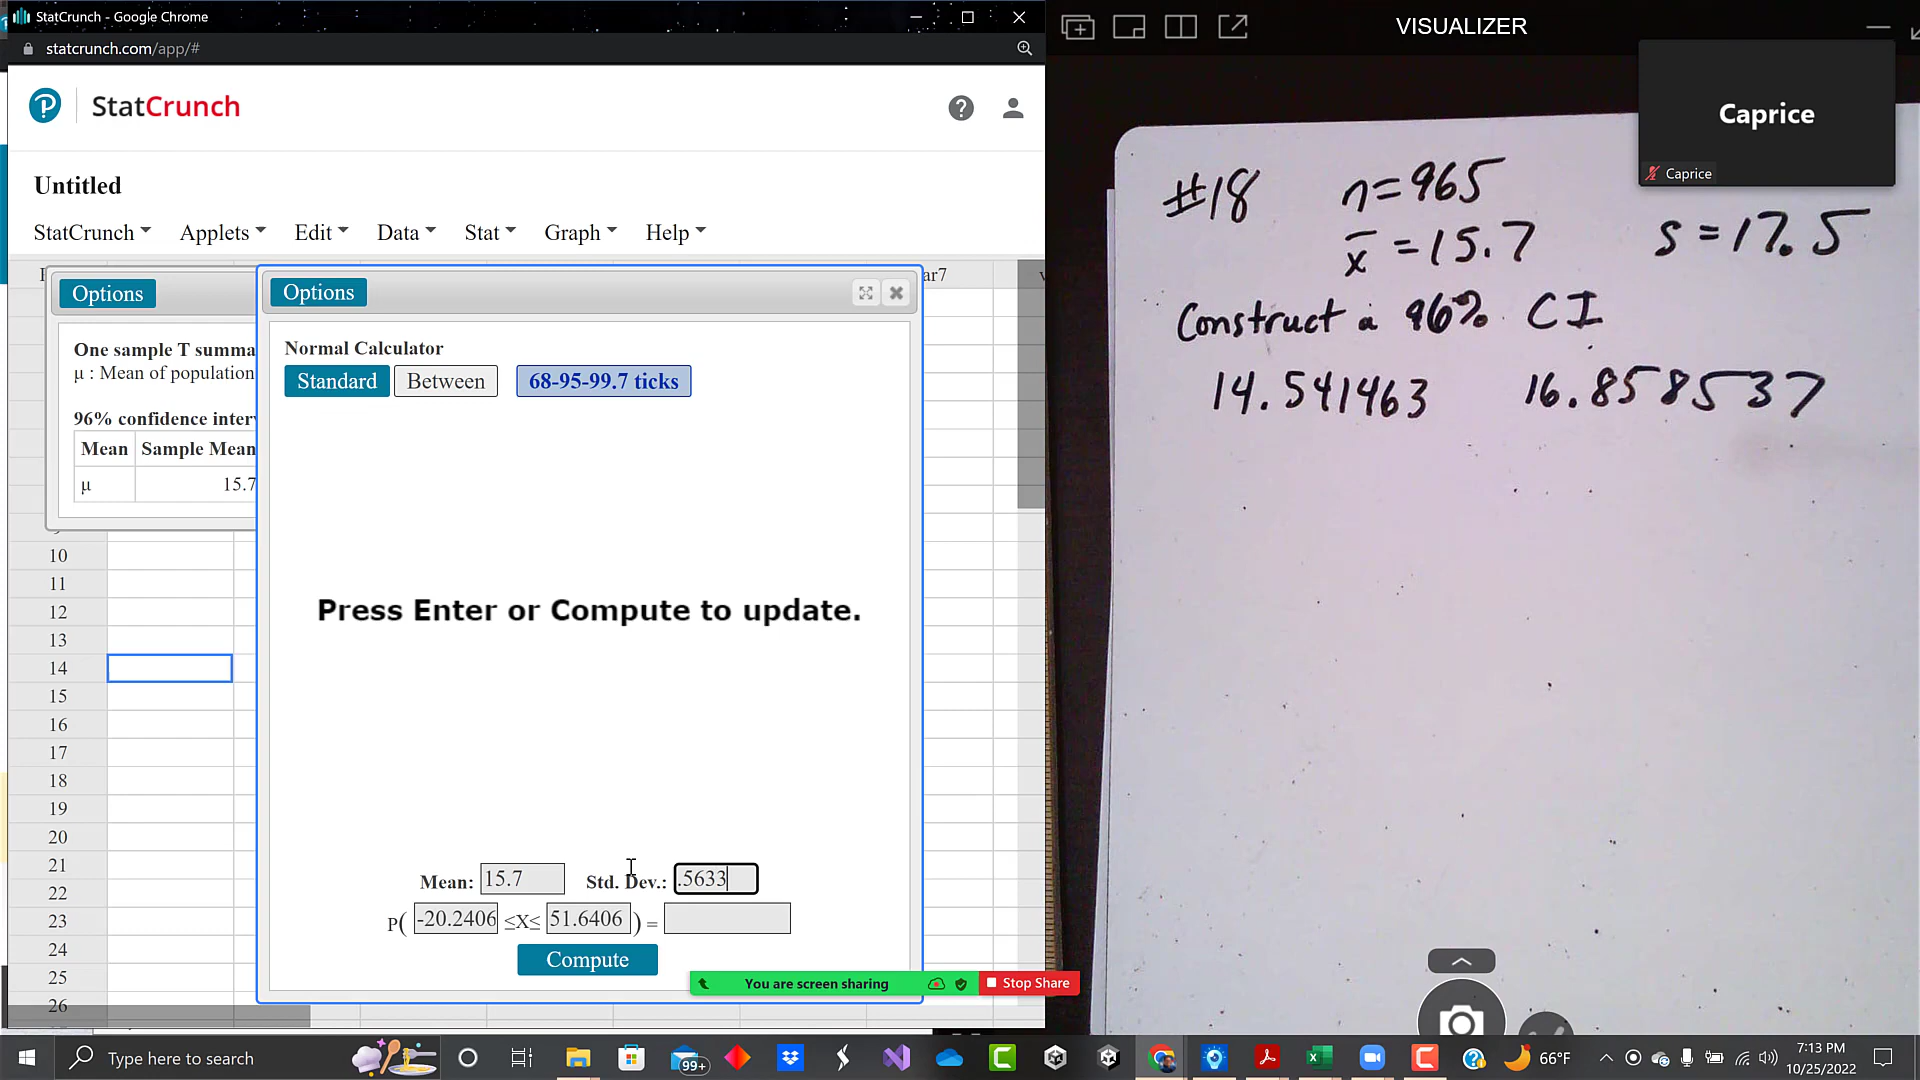 StatCrunch - Google Chrome
statcrunch.com/app/#
StatCrunch
Untitled
StatCrunch Applets Edit Data Stat Graph Help
ar7
Options
One sample T summa
μ : Mean of population
96% confidence interv
Mean Sample Mean
μ 15.7
10
11
12
13
14
15
16
17
18
19
20
21
22
23
24
25
26
Options
Normal Calculator
Standard Between 68-95-99.7 ticks
Press Enter or Compute to update.
Mean: 15.7 Std. Dev.: .5633
P( -20.2406 ≤X≤ 51.6406 ) =
Compute
You are screen sharing Stop Share
VISUALIZER
Caprice
Caprice
#18 n=965
x̄ =15.7 s=17.5
Construct a 96% CI
14.541463 16.858537
Type here to search
99+
66°F
7:13 PM
10/25/2022